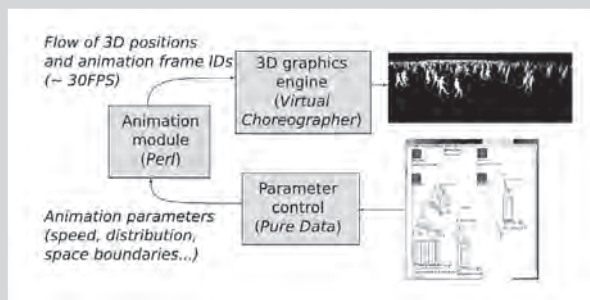 Flow of 3D positions
and animation frame IDs
(~ 30FPS)
3D graphics
engine
(Virtual
Choreographer)
Animation
module
(Perl)
Parameter
control
(Pure Data)
Animation parameters
(speed, distribution,
space boundaries...)